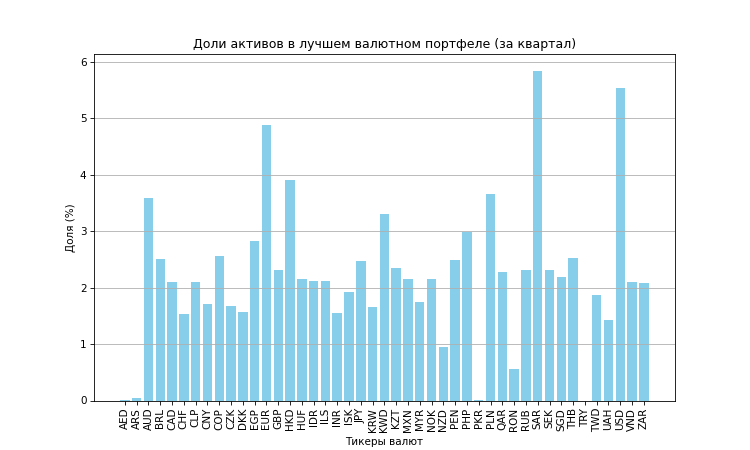 Доли активов в лучшем валютном портфеле (за квартал)
Доля (%)
6
5
4
3
2
1
0
AED
ARS
AUD
BRL
CAD
CHF
CLP
CNY
COP
CZK
DKK
EGP
EUR
GBP
HKD
HUF
IDR
ILS
INR
ISK
JPY
KRW
KWD
KZT
MXN
MYR
NOK
NZD
PEN
PHP
PKR
PLN
QAR
RON
RUB
SAR
SEK
SGD
THB
TRY
TWD
UAH
USD
VND
ZAR
Тикеры валют